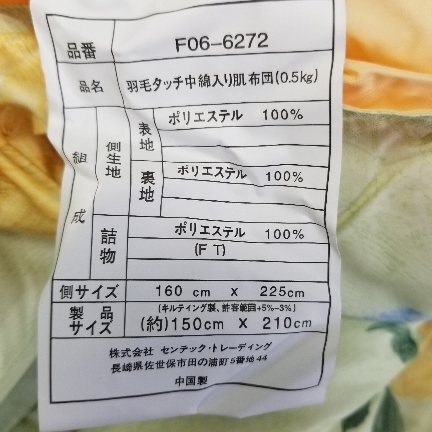 品番 F06-6272
品名 羽毛タッチ中綿入り肌布団(0.5kg)
組成 側生地 表地 ポリエステル 100%
裏地 ポリエステル 100%
詰物 ポリエステル 100%
(FT)
側サイズ 160 cm x 225cm
製品サイズ (キルティング製、許容範囲+5%-3%)
(約)150cm x 210cm
株式会社 センテック・トレーディング
長崎県佐世保市田の浦町5番地44
中国製